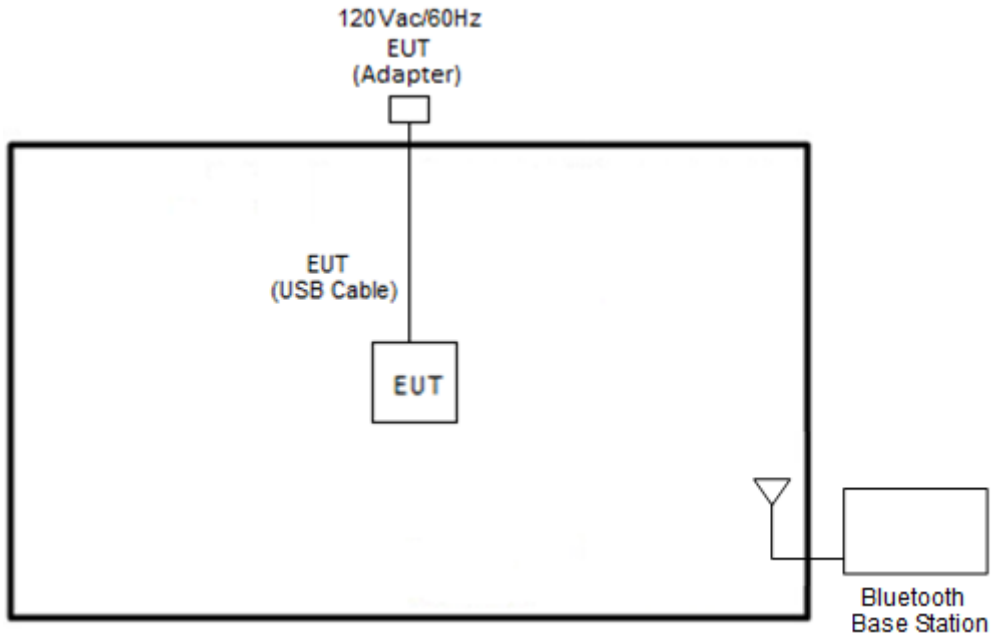 120Vac/60Hz
EUT
(Adapter)
EUT
(USB Cable)
EUT
Bluetooth
Base Station